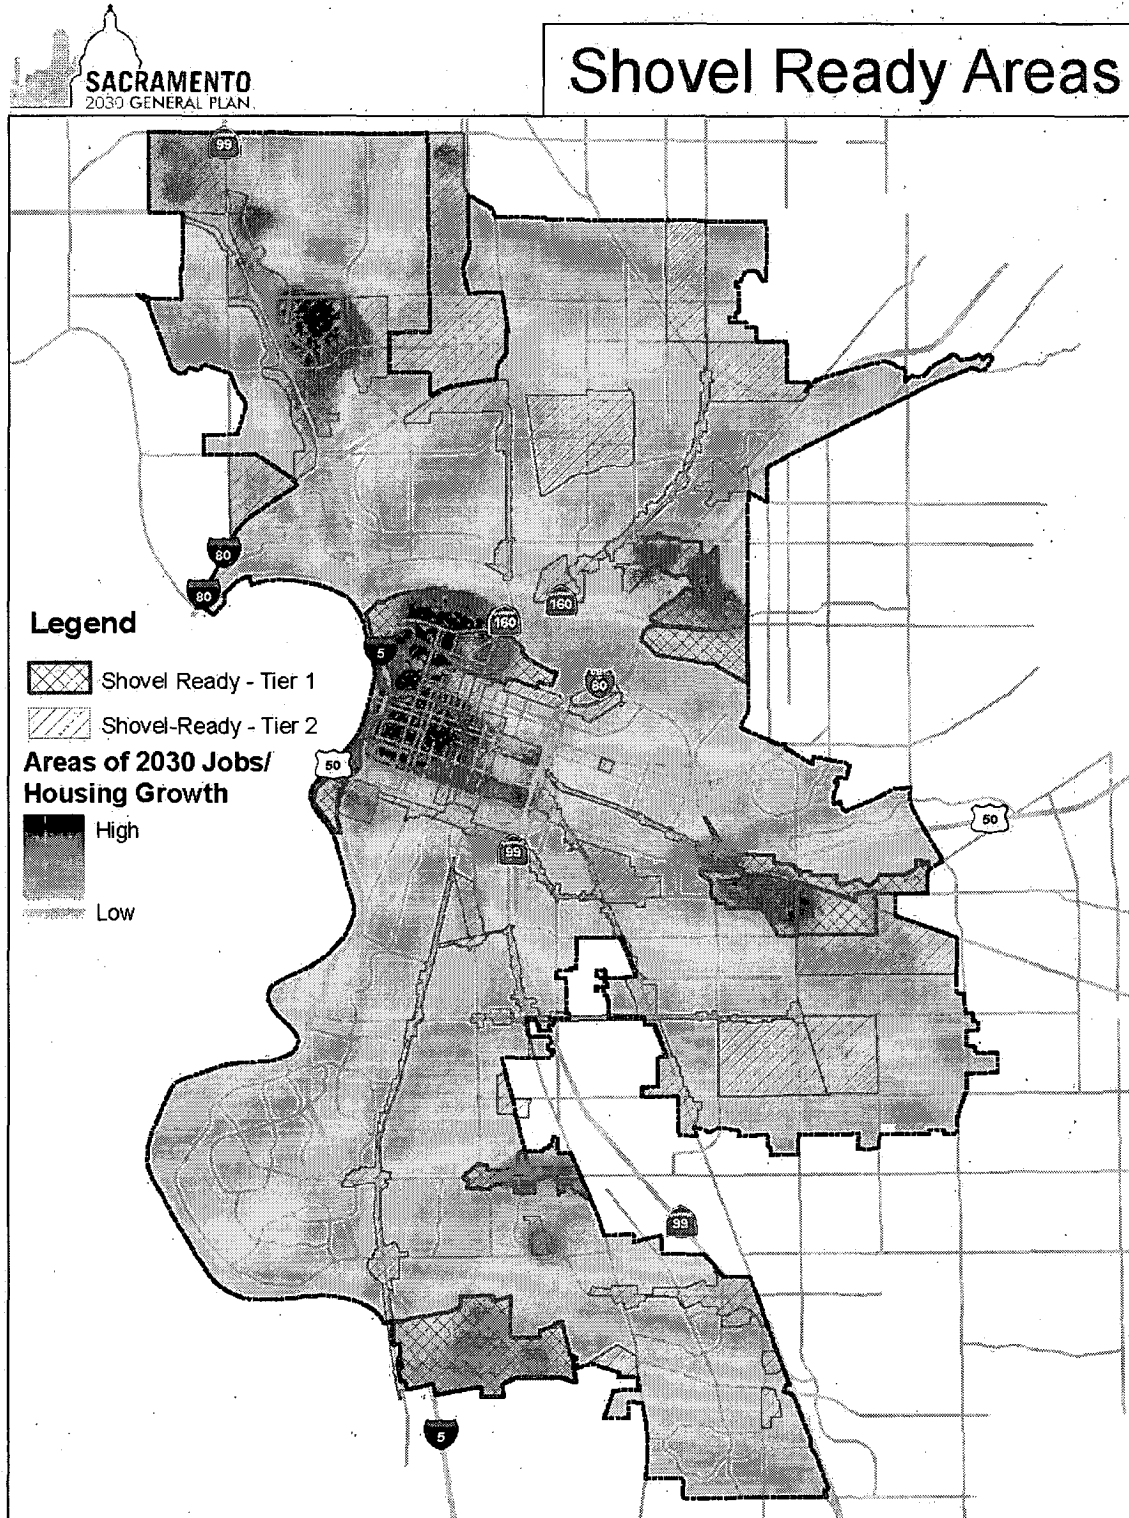 SACRAMENTO
2030 GENERAL PLAN
Shovel Ready Areas
99
80
80
160
160
5
80
50
50
99
99
5
Legend
Shovel Ready - Tier 1
Shovel-Ready - Tier 2
Areas of 2030 Jobs/
Housing Growth
High
Low